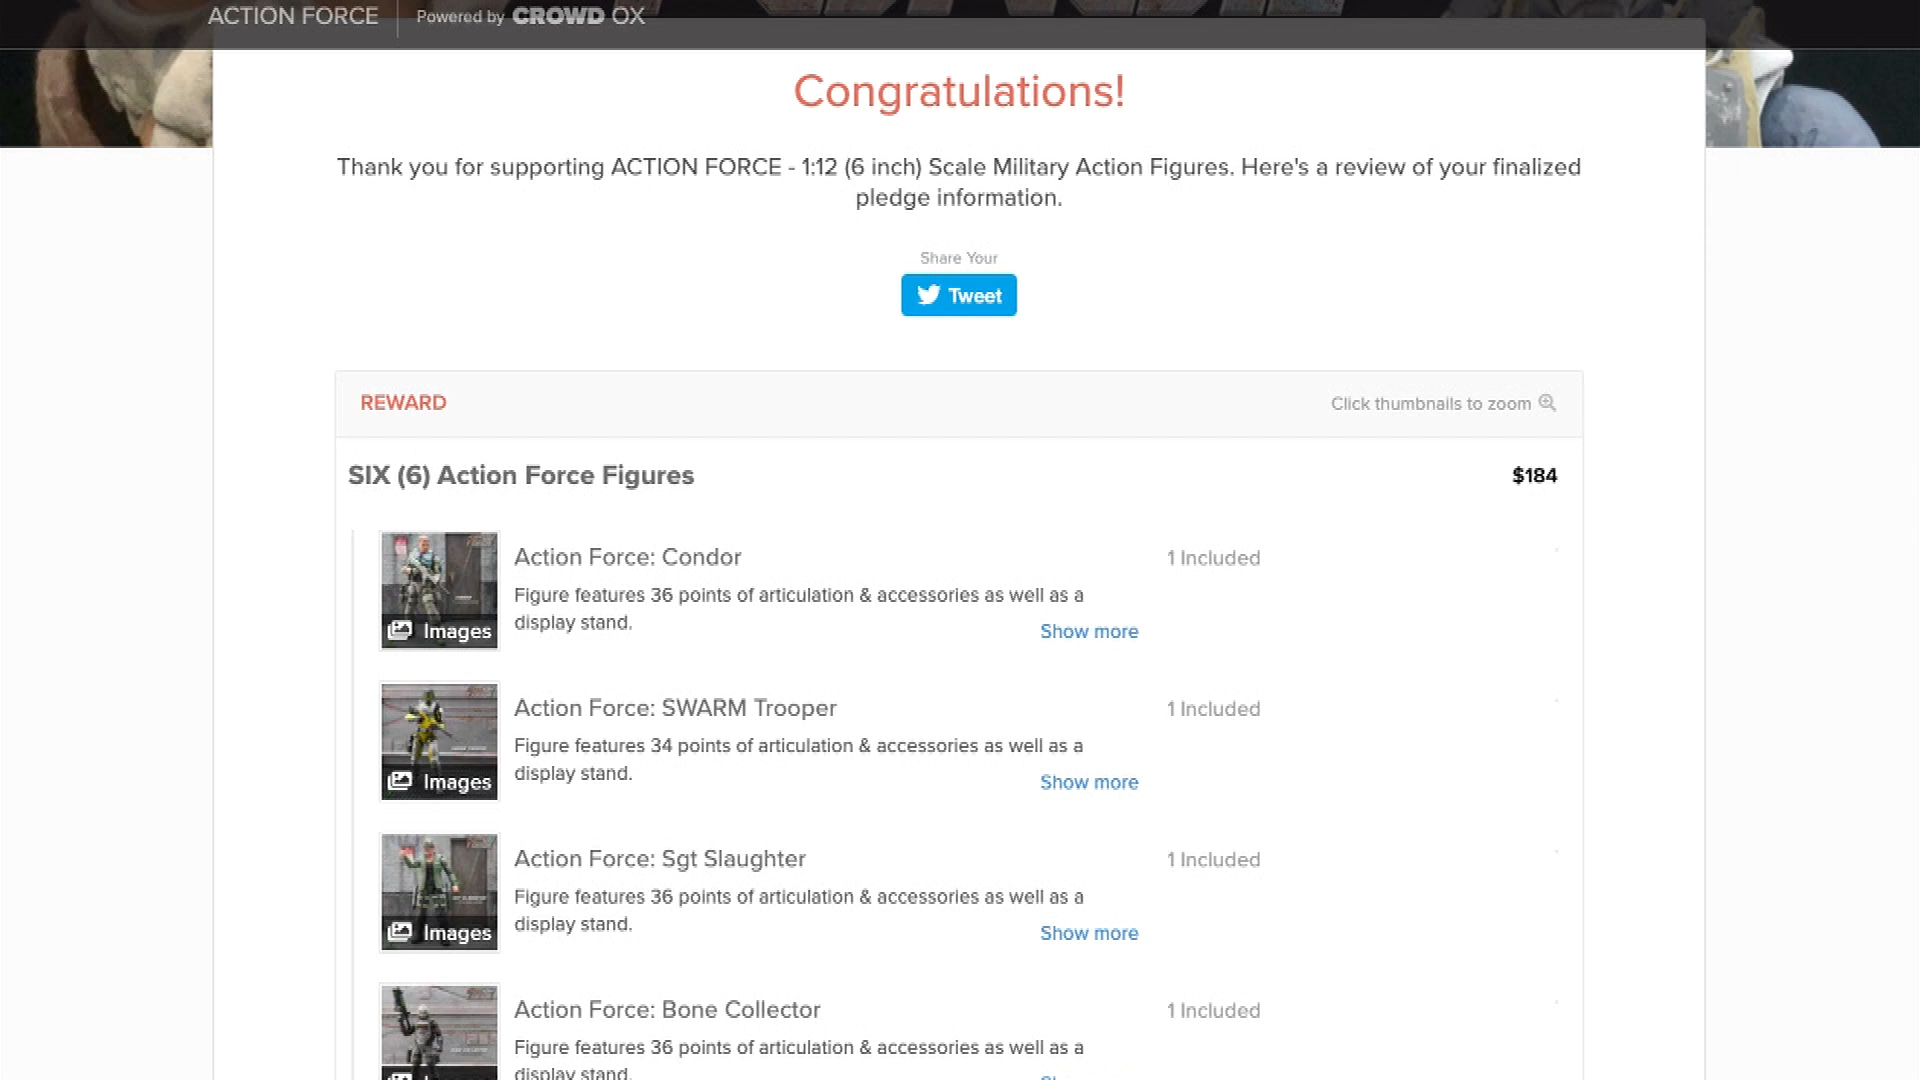 ACTION FORCE
Powered by CROWD OX
Congratulations!
Thank you for supporting ACTION FORCE - 1:12 (6 inch) Scale Military Action Figures. Here's a review of your finalized
pledge information.
Share Your
Tweet
REWARD
Click thumbnails to zoom
SIX (6) Action Force Figures
$184
Action Force: Condor
1 Included
Figure features 36 points of articulation & accessories as well as a
display stand.
Show more
Images
Action Force: SWARM Trooper
1 Included
Figure features 34 points of articulation & accessories as well as a
display stand.
Show more
Images
Action Force: Sgt Slaughter
1 Included
Figure features 36 points of articulation & accessories as well as a
display stand.
Show more
Images
Action Force: Bone Collector
1 Included
Figure features 36 points of articulation & accessories as well as a
display stand.